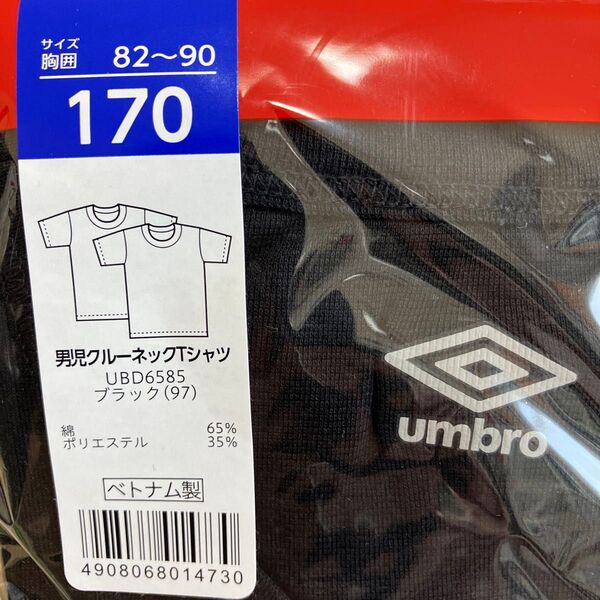 サイズ
胸囲 82～90
170
男児クルーネックTシャツ
UBD6585
ブラック(97)
綿 65%
ポリエステル 35%
ベトナム製
4908068014730
umbro